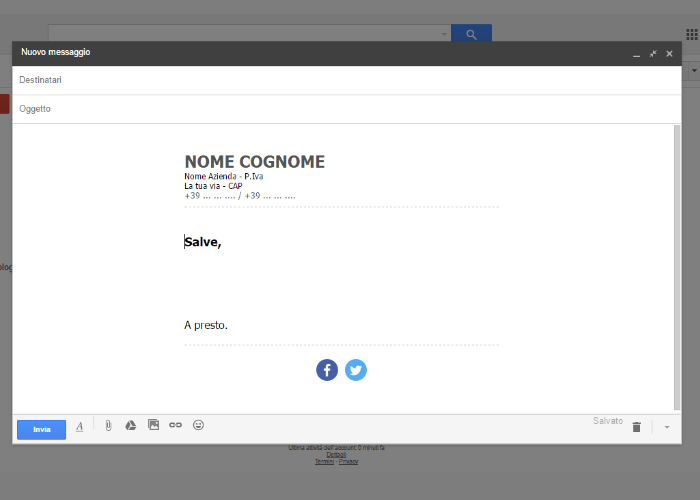 Nuovo messaggio
Destinatari
Oggetto
NOME COGNOME
Nome Azienda - P.Iva
La tua via - CAP
+39 ... ... .... / +39 ... ... ....
Salve,
A presto.
Invia
Salvato
Ultima attività dell'account: 0 minuti fa
Dettagli
Termini - Privacy